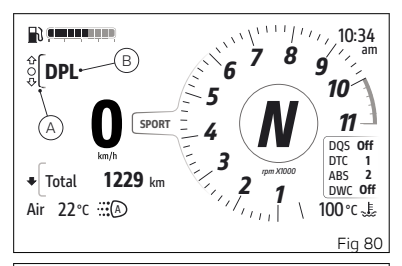 10:34
am
B
DPL
A
0
km/h
SPORT
1
2
3
4
5
6
7
8
9
10
11
N
rpm X1000
DQS Off
DTC 1
ABS 2
DWC Off
Total 1229 km
Air 22°C (A)
100°C
Fig 80